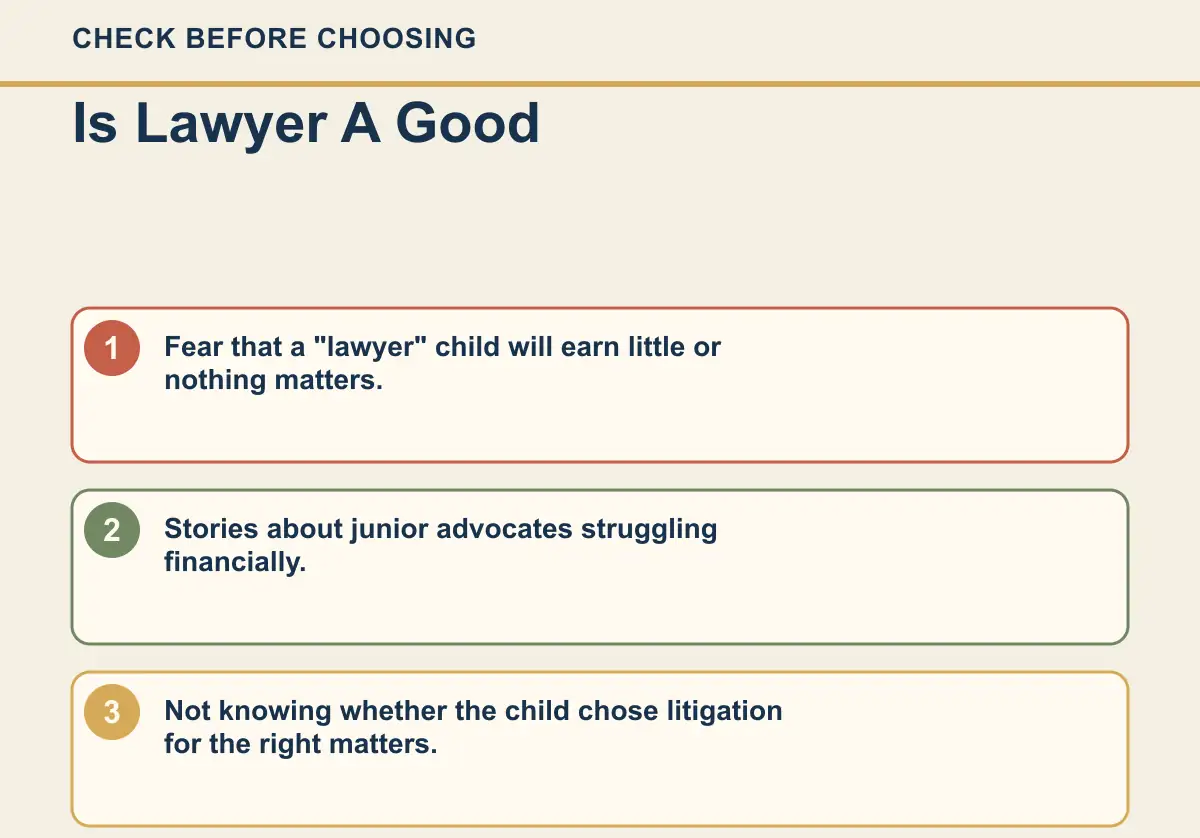 CHECK BEFORE CHOOSING
Is Lawyer A Good
1
Fear that a "lawyer" child will earn little or
nothing matters.
2
Stories about junior advocates struggling
financially.
3
Not knowing whether the child chose litigation
for the right matters.